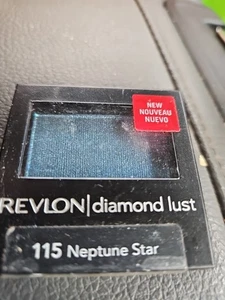 NEW
NOUVEAU
NUEVO
REVLON | diamond lust
115 Neptune Star